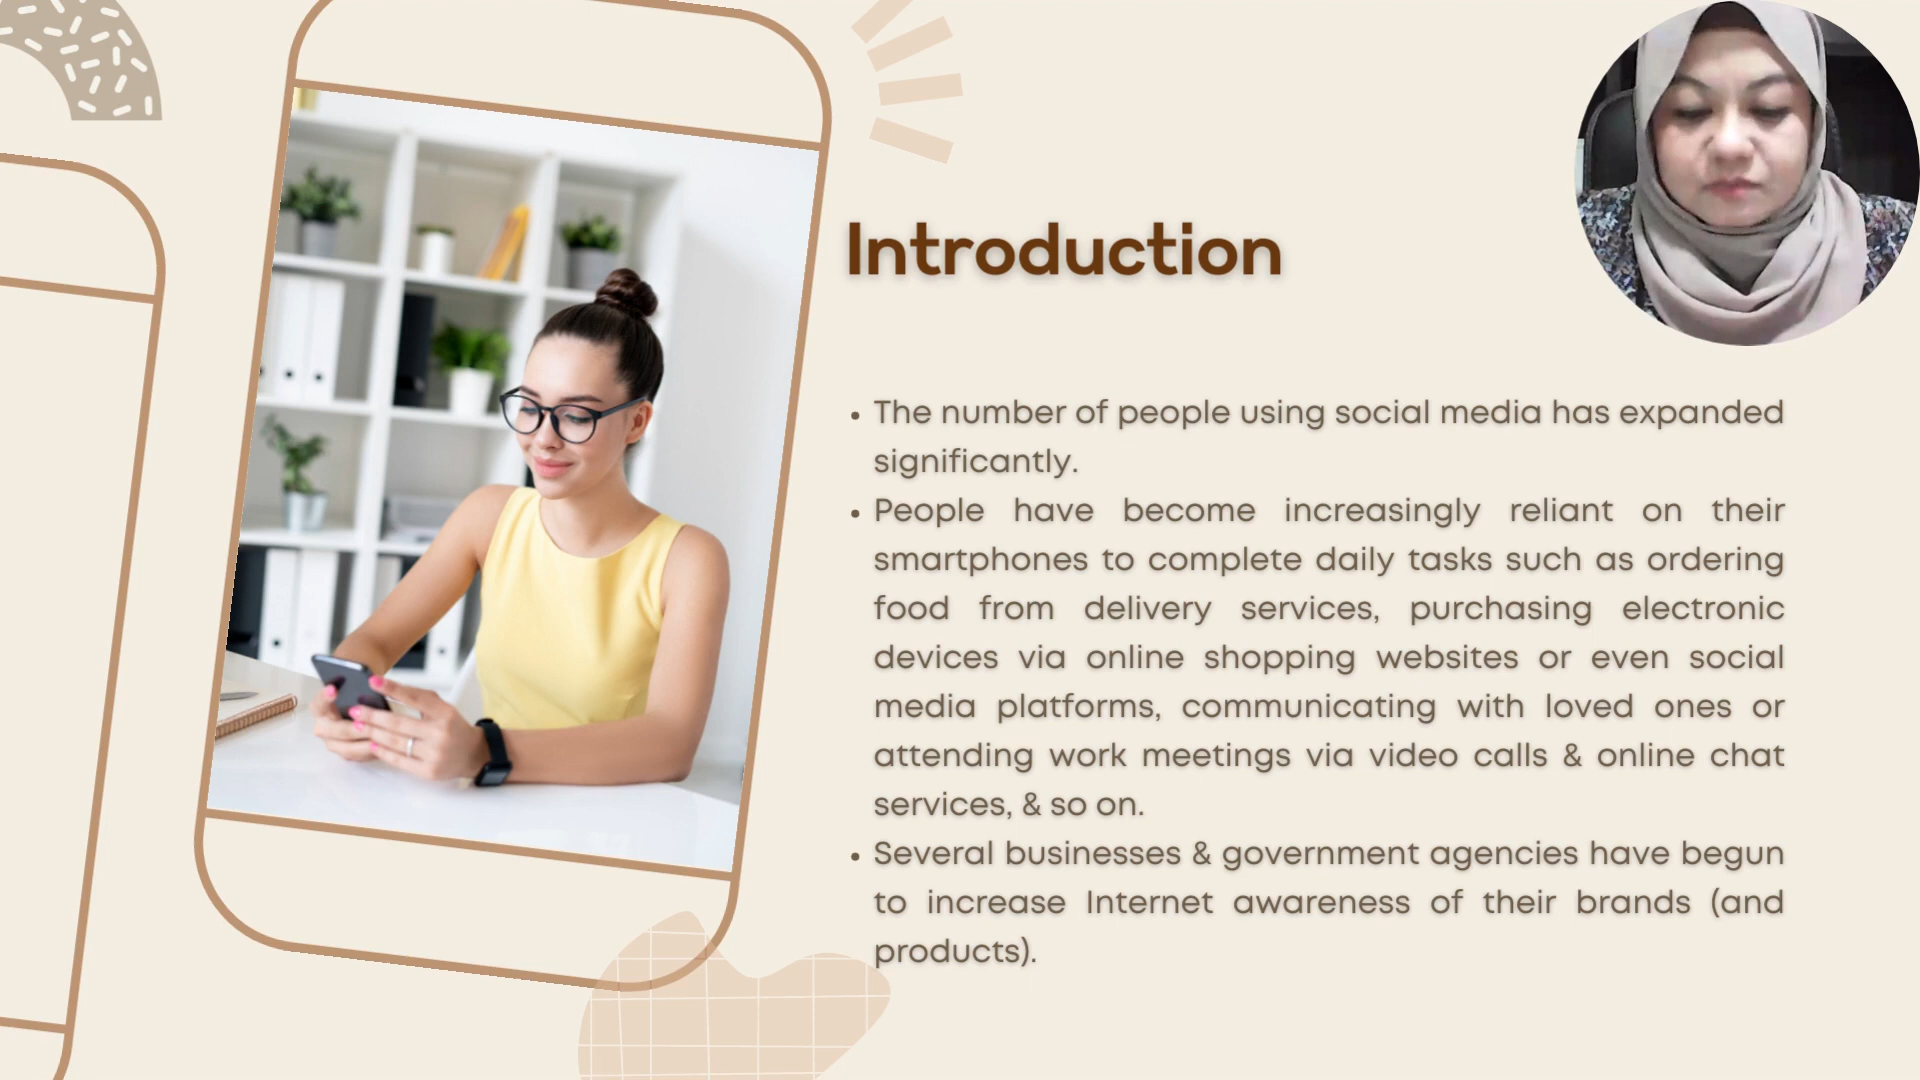 Introduction
• The number of people using social media has expanded
significantly.
• People have become increasingly reliant on their
smartphones to complete daily tasks such as ordering
food from delivery services, purchasing electronic
devices via online shopping websites or even social
media platforms, communicating with loved ones or
attending work meetings via video calls & online chat
services, & so on.
• Several businesses & government agencies have begun
to increase Internet awareness of their brands (and
products).